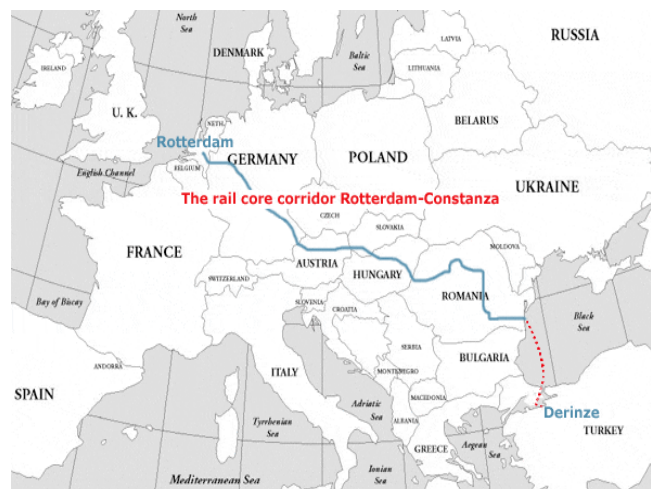 North
Sea
RUSSIA
LATVIA
DENMARK
Baltic
Sea
IRELAND
LITHUANIA
U. K.
BELARUS
NETH.
Rotterdam
GERMANY
POLAND
BELGIUM
English Channel
UKRAINE
The rail core corridor Rotterdam-Constanza
CZECH
SLOVAKIA
FRANCE
MOLDOVA
AUSTRIA
HUNGARY
SWITZERLAND
ROMANIA
Bay of Biscay
SLOVENIA
CROATIA
Black
Sea
SERBIA
BULGARIA
ANDORRA
ITALY
MONTENEGRO
SPAIN
MACEDONIA
Adriatic
Sea
Derinze
Tyrrhenian
Sea
ALBANIA
TURKEY
GREECE
Aegean
Sea
Ionian
Sea
Mediterranean Sea